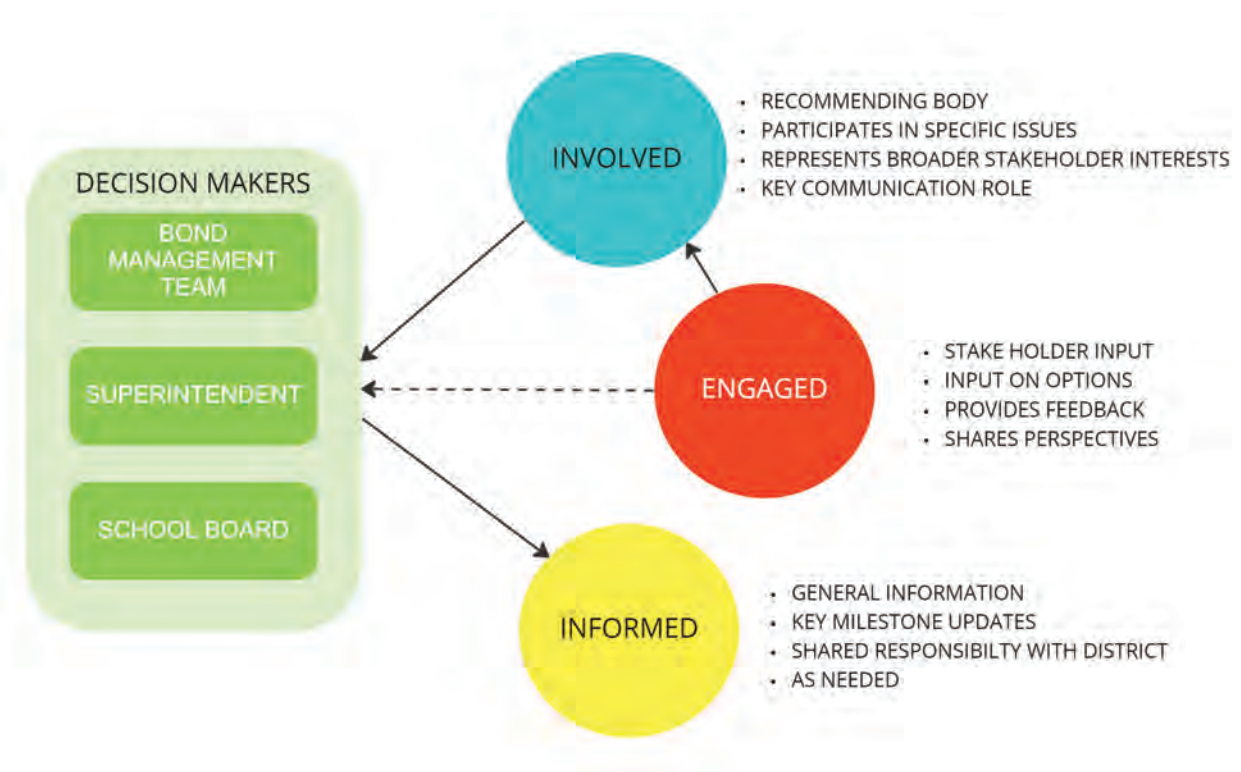 DECISION MAKERS
BOND
MANAGEMENT
TEAM
SUPERINTENDENT
SCHOOL BOARD
INVOLVED
• RECOMMENDING BODY
• PARTICIPATES IN SPECIFIC ISSUES
• REPRESENTS BROADER STAKEHOLDER INTERESTS
• KEY COMMUNICATION ROLE
ENGAGED
• STAKE HOLDER INPUT
• INPUT ON OPTIONS
• PROVIDES FEEDBACK
• SHARES PERSPECTIVES
INFORMED
• GENERAL INFORMATION
• KEY MILESTONE UPDATES
• SHARED RESPONSIBILTY WITH DISTRICT
• AS NEEDED